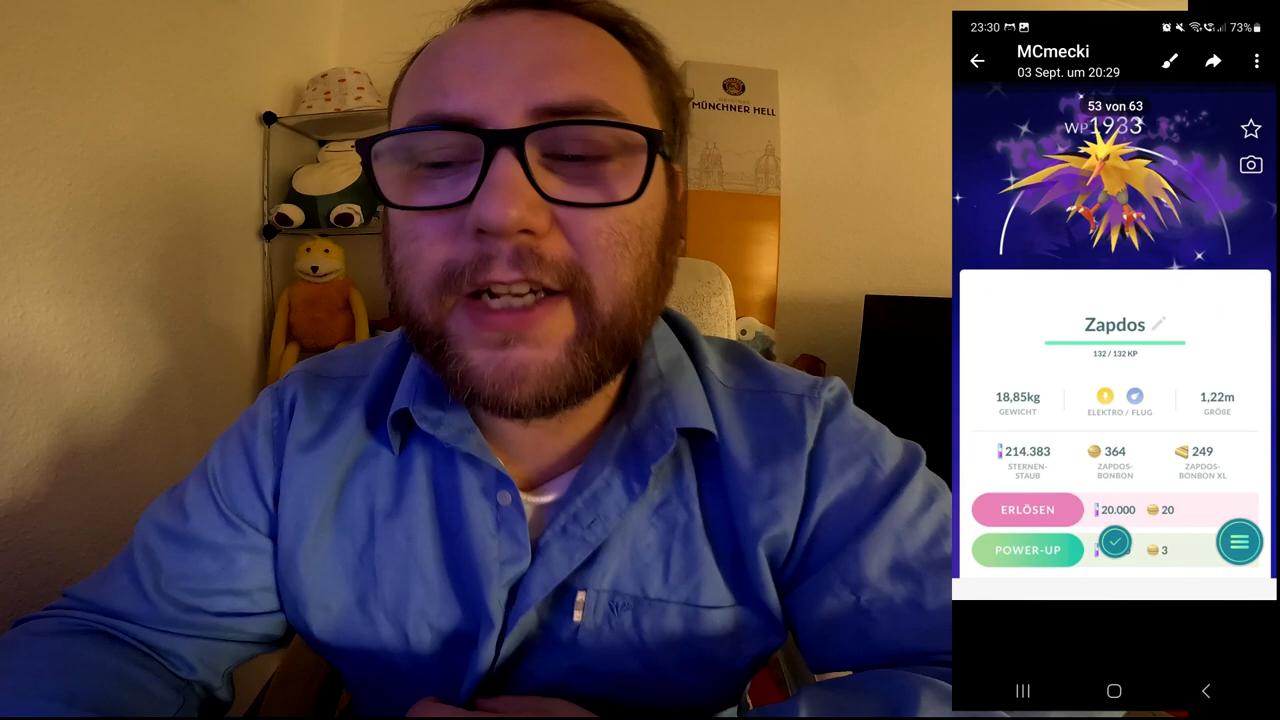 ORIGINAL
MÜNCHNER HELL
23:30
73%
MCmecki
03 Sept. um 20:29
53 von 63
WP1933
Zapdos
132 / 132 KP
18,85kg
GEWICHT
ELEKTRO / FLUG
1,22m
GRÖßE
214.383
STERNEN-
STAUB
364
ZAPDOS-
BONBON
249
ZAPDOS-
BONBON XL
ERLÖSEN
20.000
20
POWER-UP
3